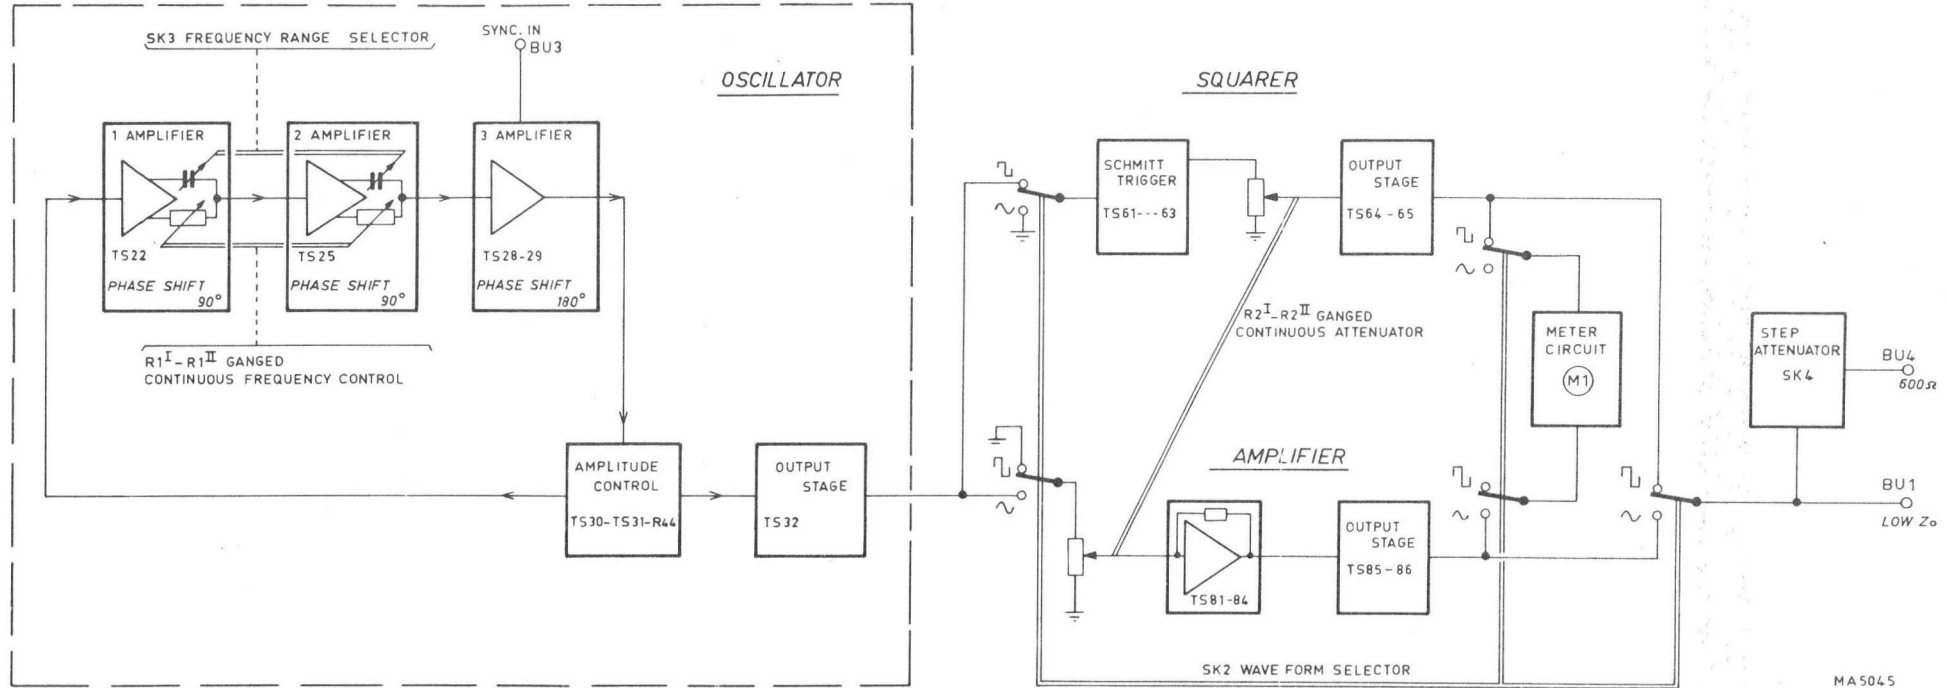 SK3 FREQUENCY RANGE SELECTOR
SYNC. IN
BU3
OSCILLATOR
1 AMPLIFIER
TS22
PHASE SHIFT
90°
2 AMPLIFIER
TS25
PHASE SHIFT
90°
3 AMPLIFIER
TS28-29
PHASE SHIFT
180°
R1I-R1II GANGED
CONTINUOUS FREQUENCY CONTROL
AMPLITUDE
CONTROL
TS30-TS31-R44
OUTPUT
STAGE
TS32
SQUARER
SCHMITT
TRIGGER
TS61---63
OUTPUT
STAGE
TS64-65
R2I-R2II GANGED
CONTINUOUS ATTENUATOR
METER
CIRCUIT
M1
STEP
ATTENUATOR
SK4
BU4
600Ω
AMPLIFIER
TS81-84
OUTPUT
STAGE
TS85-86
BU1
LOW Zo
SK2 WAVE FORM SELECTOR
MA5045